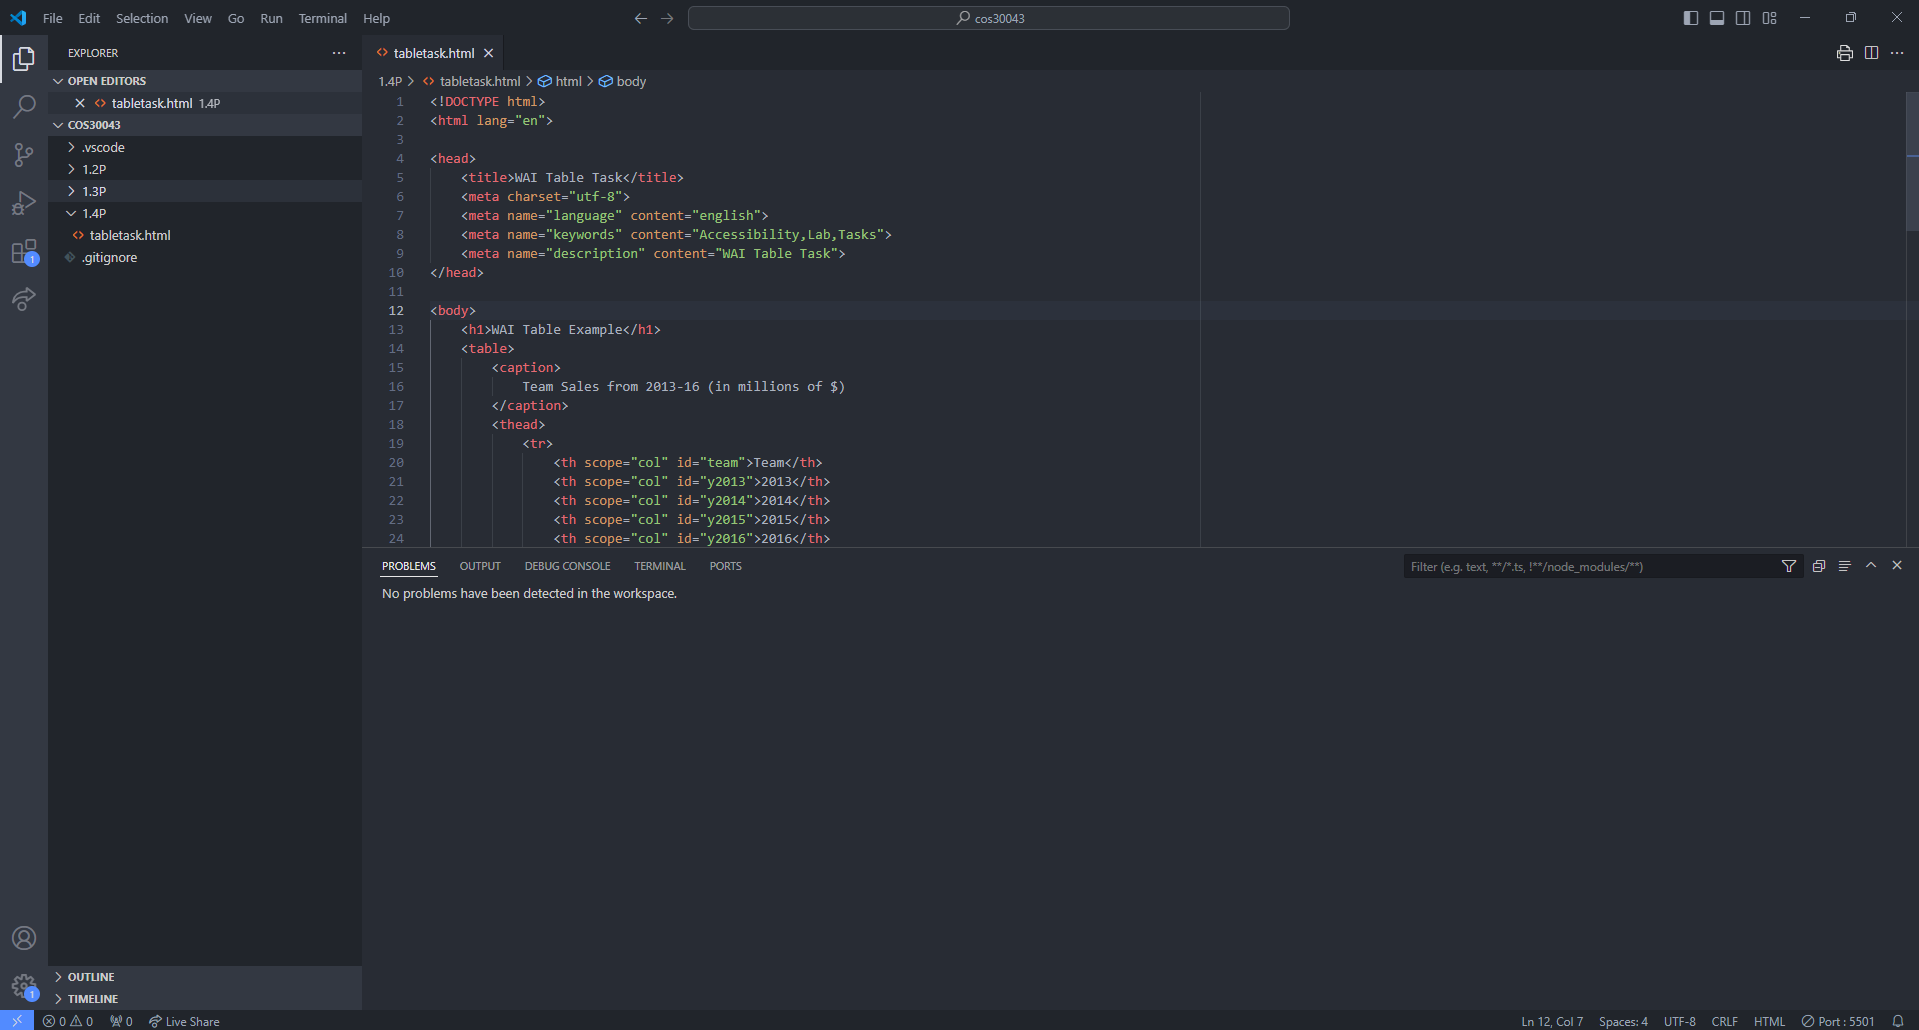 File Edit Selection View Go Run Terminal Help
cos30043
EXPLORER
OPEN EDITORS
tabletask.html 1.4P
COS30043
.vscode
1.2P
1.3P
1.4P
tabletask.html
.gitignore
OUTLINE
TIMELINE
1
1
tabletask.html
1.4P > tabletask.html > html > body
1 <!DOCTYPE html>
2 <html lang="en">
3
4 <head>
5 <title>WAI Table Task</title>
6 <meta charset="utf-8">
7 <meta name="language" content="english">
8 <meta name="keywords" content="Accessibility,Lab,Tasks">
9 <meta name="description" content="WAI Table Task">
10 </head>
11
12 <body>
13 <h1>WAI Table Example</h1>
14 <table>
15 <caption>
16 Team Sales from 2013-16 (in millions of $)
17 </caption>
18 <thead>
19 <tr>
20 <th scope="col" id="team">Team</th>
21 <th scope="col" id="y2013">2013</th>
22 <th scope="col" id="y2014">2014</th>
23 <th scope="col" id="y2015">2015</th>
24 <th scope="col" id="y2016">2016</th>
PROBLEMS OUTPUT DEBUG CONSOLE TERMINAL PORTS
Filter (e.g. text, **/*.ts, !**/node_modules/**)
No problems have been detected in the workspace.
0 0 0 Live Share
Ln 12, Col 7 Spaces: 4 UTF-8 CRLF HTML Port : 5501